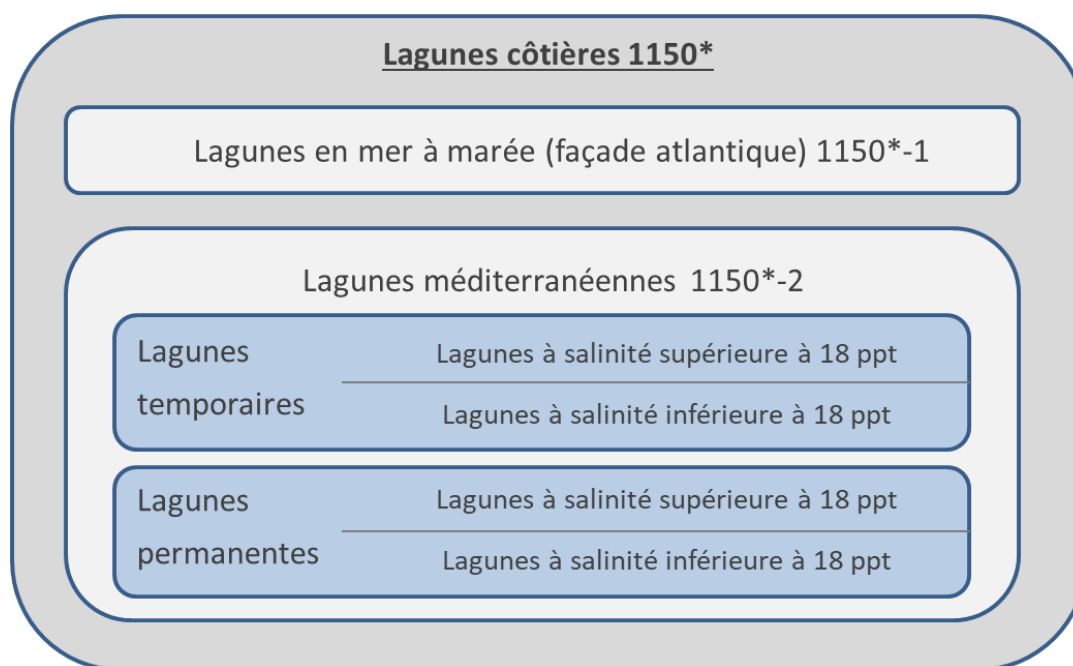 Lagunes côtières 1150*
Lagunes en mer à marée (façade atlantique) 1150*-1
Lagunes méditerranéennes 1150*-2
Lagunes
temporaires
Lagunes à salinité supérieure à 18 ppt
Lagunes à salinité inférieure à 18 ppt
Lagunes
permanentes
Lagunes à salinité supérieure à 18 ppt
Lagunes à salinité inférieure à 18 ppt